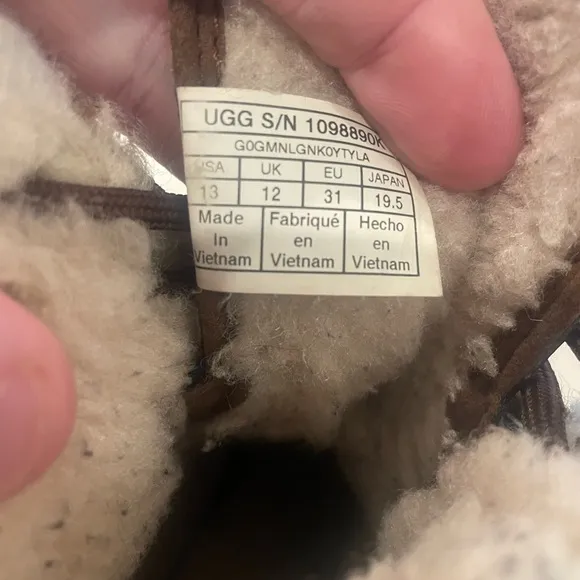 UGG S/N 1098890K
G0GMNLGNK0YTYLA
USA UK EU JAPAN
13 12 31 19.5
Made Fabriqué Hecho
In en en
Vietnam Vietnam Vietnam